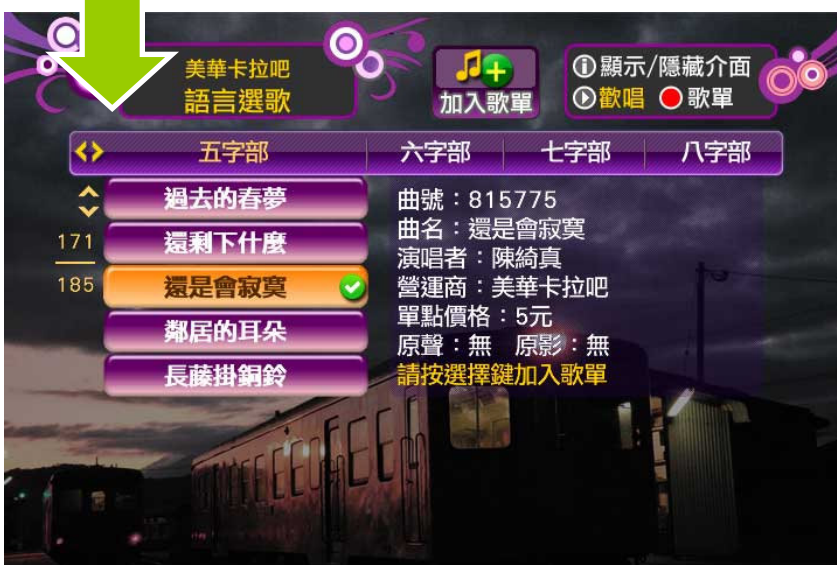 美華卡拉吧
語言選歌
加入歌單
ⓘ顯示/隱藏介面
歡唱 歌單
五字部 六字部 七字部 八字部
過去的春夢
171
還剩下什麼
185
還是會寂寞
鄰居的耳朵
長藤掛銅鈴
曲號：815775
曲名：還是會寂寞
演唱者：陳綺真
營運商：美華卡拉吧
單點價格：5元
原聲：無 原影：無
請按選擇鍵加入歌單